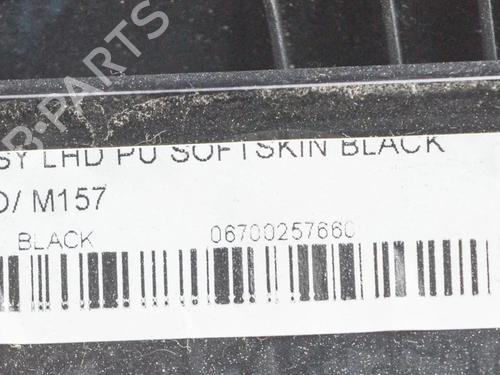 B-PARTS
SY LHD PU SOFTSKIN BLACK
O/ M157
BLACK 06700257660